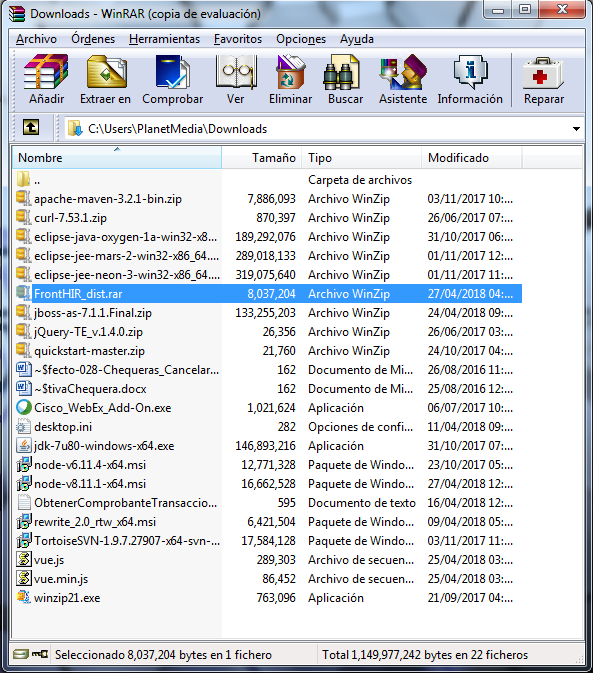 Downloads - WinRAR (copia de evaluación)
Archivo Órdenes Herramientas Favoritos Opciones Ayuda
Añadir Extraer en Comprobar Ver Eliminar Buscar Asistente Información Reparar
C:\Users\PlanetMedia\Downloads
Nombre Tamaño Tipo Modificado
.. Carpeta de archivos
apache-maven-3.2.1-bin.zip 7,886,093 Archivo WinZip 03/11/2017 10:...
curl-7.53.1.zip 870,397 Archivo WinZip 26/06/2017 07:...
eclipse-java-oxygen-1a-win32-x8... 189,292,076 Archivo WinZip 31/10/2017 06:...
eclipse-jee-mars-2-win32-x86_64.... 289,018,133 Archivo WinZip 01/11/2017 12:...
eclipse-jee-neon-3-win32-x86_64.... 319,075,640 Archivo WinZip 01/11/2017 11:...
FrontHIR_dist.rar 8,037,204 Archivo WinZip 27/04/2018 04:...
jboss-as-7.1.1.Final.zip 133,255,203 Archivo WinZip 24/04/2018 09:...
jQuery-TE_v.1.4.0.zip 26,356 Archivo WinZip 26/06/2017 03:...
quickstart-master.zip 21,760 Archivo WinZip 24/10/2017 04:...
~$fecto-028-Chequeras_Cancelar... 162 Documento de Mi... 26/08/2016 11:...
~$tivaChequera.docx 162 Documento de Mi... 25/08/2016 12:...
Cisco_WebEx_Add-On.exe 1,021,624 Aplicación 06/07/2017 10:...
desktop.ini 282 Opciones de confi... 11/04/2018 09:...
jdk-7u80-windows-x64.exe 146,893,216 Aplicación 31/10/2017 07:...
node-v6.11.4-x64.msi 12,771,328 Paquete de Windo... 23/10/2017 05:...
node-v8.11.1-x64.msi 16,662,528 Paquete de Windo... 27/04/2018 12:...
ObtenerComprobanteTransaccio... 595 Documento de texto 16/04/2018 12:...
rewrite_2.0_rtw_x64.msi 6,421,504 Paquete de Windo... 09/04/2018 05:...
TortoiseSVN-1.9.7.27907-x64-svn-... 17,584,128 Paquete de Windo... 03/11/2017 11:...
vue.js 289,303 Archivo de secuen... 25/04/2018 03:...
vue.min.js 86,452 Archivo de secuen... 25/04/2018 03:...
winzip21.exe 763,096 Aplicación 21/09/2017 04:...
Seleccionado 8,037,204 bytes en 1 fichero Total 1,149,977,242 bytes en 22 ficheros